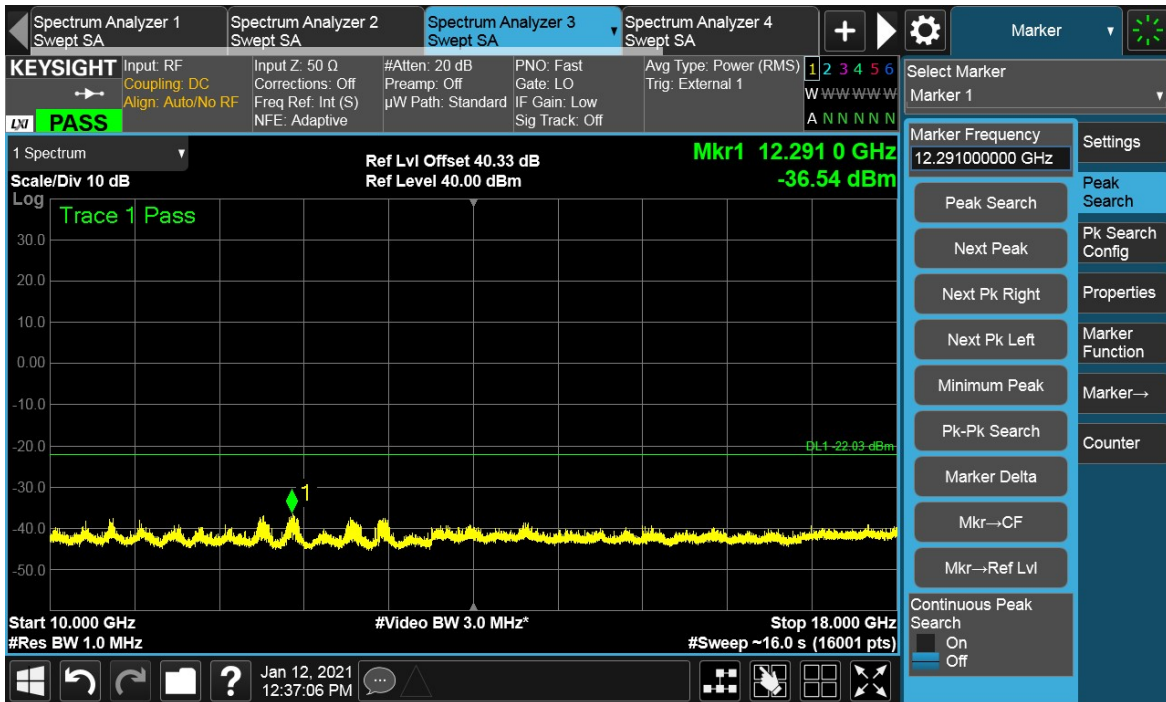 Spectrum Analyzer 1
Swept SA
Spectrum Analyzer 2
Swept SA
Spectrum Analyzer 3
Swept SA
Spectrum Analyzer 4
Swept SA
+
Marker
KEYSIGHT
Input: RF
Coupling: DC
Align: Auto/No RF
Input Z: 50 Ω
Corrections: Off
Freq Ref: Int (S)
NFE: Adaptive
#Atten: 20 dB
Preamp: Off
µW Path: Standard
PNO: Fast
Gate: LO
IF Gain: Low
Sig Track: Off
Avg Type: Power (RMS)
Trig: External 1
1 2 3 4 5 6
W W W W W W
A N N N N N
LXI PASS
Select Marker
Marker 1
1 Spectrum
Scale/Div 10 dB
Ref Lvl Offset 40.33 dB
Ref Level 40.00 dBm
Mkr1 12.291 0 GHz
-36.54 dBm
Log
Trace 1 Pass
30.0
20.0
10.0
0.00
-10.0
-20.0
-30.0
-40.0
-50.0
DL1 -22.03 dBm
1
Start 10.000 GHz
#Res BW 1.0 MHz
#Video BW 3.0 MHz*
Stop 18.000 GHz
#Sweep ~16.0 s (16001 pts)
Marker Frequency
12.291000000 GHz
Peak Search
Next Peak
Next Pk Right
Next Pk Left
Minimum Peak
Pk-Pk Search
Marker Delta
Mkr→CF
Mkr→Ref Lvl
Continuous Peak
Search
On
Off
Settings
Peak
Search
Pk Search
Config
Properties
Marker
Function
Marker→
Counter
?
Jan 12, 2021
12:37:06 PM